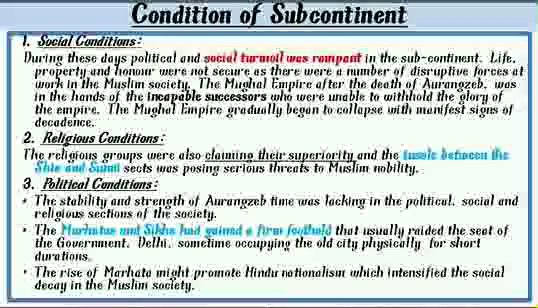 Condition of Subcontinent
1. Social Conditions:
During these days political and social turmoil was rampant in the sub-continent. Life,
property and honour were not secure as there were a number of disruptive forces at
work in the Muslim society. The Mughal Empire after the death of Aurangzeb, was
in the hands of the incapable successors who were unable to withhold the glory of
the empire. The Mughal Empire gradually began to collapse with manifest signs of
decadence.
2. Religious Conditions:
The religious groups were also claiming their superiority and the tussle between the
Shia and Sunni sects was posing serious threats to Muslim nobility.
3. Political Conditions:
• The stability and strength of Aurangzeb time was lacking in the political, social and
religious sections of the society.
• The Marhatas and Sikhs had gained a firm foothold that usually raided the seat of
the Government, Delhi, sometime occupying the old city physically for short
durations.
• The rise of Marhata might promote Hindu nationalism which intensified the social
decay in the Muslim society.